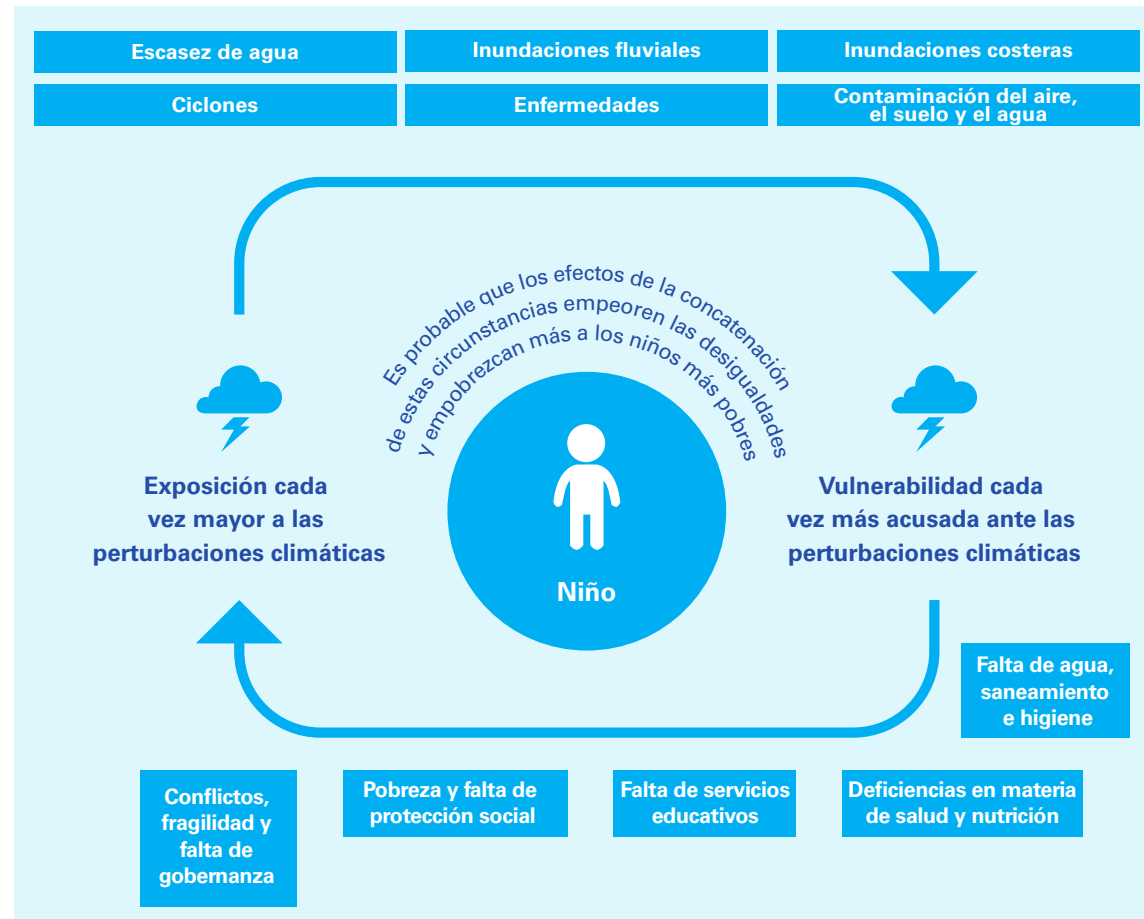 Escasez de agua
Inundaciones fluviales
Inundaciones costeras
Ciclones
Enfermedades
Contaminación del aire,
el suelo y el agua
Es probable que los efectos de la concatenación
de estas circunstancias empeoren las desigualdades
y empobrezcan más a los niños más pobres
Exposición cada
vez mayor a las
perturbaciones climáticas
Niño
Vulnerabilidad cada
vez más acusada ante las
perturbaciones climáticas
Falta de agua,
saneamiento
e higiene
Conflictos,
fragilidad y
falta de
gobernanza
Pobreza y falta de
protección social
Falta de servicios
educativos
Deficiencias en materia
de salud y nutrición